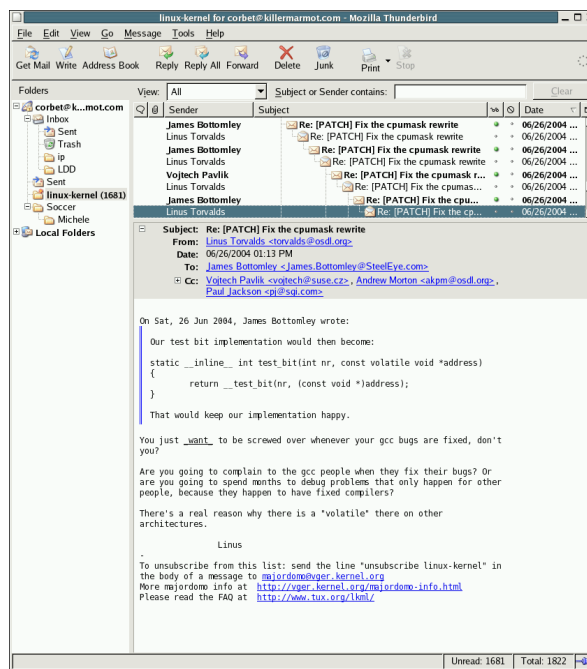 linux-kernel for corbet@killermarmot.com - Mozilla Thunderbird
File Edit View Go Message Tools Help
Get Mail Write Address Book Reply Reply All Forward Delete Junk Print Stop
Folders
View: All Subject or Sender contains: Clear
corbet@k...mot.com
Inbox
Sent
Trash
ip
LDD
Sent
linux-kernel (1681)
Soccer
Michele
Local Folders
Sender Subject Date
James Bottomley Re: [PATCH] Fix the cpumask rewrite 06/26/2004 ...
Linus Torvalds Re: [PATCH] Fix the cpumask rewrite 06/26/2004 ...
James Bottomley Re: [PATCH] Fix the cpumask rewrite 06/26/2004 ...
Linus Torvalds Re: [PATCH] Fix the cpumask rewrite 06/26/2004 ...
Vojtech Pavlik Re: [PATCH] Fix the cpumask r... 06/26/2004 ...
Linus Torvalds Re: [PATCH] Fix the cpumas... 06/26/2004 ...
James Bottomley Re: [PATCH] Fix the cpu... 06/26/2004 ...
Linus Torvalds Re: [PATCH] Fix the cp... 06/26/2004 ...
Subject: Re: [PATCH] Fix the cpumask rewrite
From: Linus Torvalds <torvalds@osdl.org>
Date: 06/26/2004 01:13 PM
To: James Bottomley <James.Bottomley@SteelEye.com>
Cc: Vojtech Pavlik <vojtech@suse.cz>, Andrew Morton <akpm@osdl.org>,
Paul Jackson <pj@sgi.com>
On Sat, 26 Jun 2004, James Bottomley wrote:
Our test bit implementation would then become:
static __inline__ int test_bit(int nr, const volatile void *address)
{
return __test_bit(nr, (const void *)address);
}
That would keep our implementation happy.
You just _want_ to be screwed over whenever your gcc bugs are fixed, don't
you?
Are you going to complain to the gcc people when they fix their bugs? Or
are you going to spend months to debug problems that only happen for other
people, because they happen to have fixed compilers?
There's a real reason why there is a "volatile" there on other
architectures.
Linus
-
To unsubscribe from this list: send the line "unsubscribe linux-kernel" in
the body of a message to majordomo@vger.kernel.org
More majordomo info at http://vger.kernel.org/majordomo-info.html
Please read the FAQ at http://www.tux.org/lkml/
Unread: 1681 Total: 1822